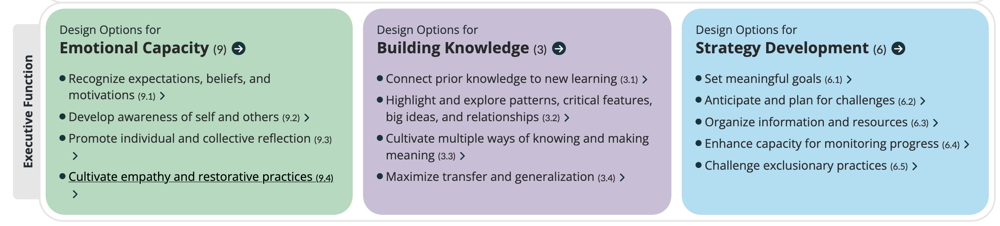 Executive Function
Design Options for
Emotional Capacity (9)
Recognize expectations, beliefs, and
motivations (9.1)
Develop awareness of self and others (9.2)
Promote individual and collective reflection (9.3)
Cultivate empathy and restorative practices (9.4)
Design Options for
Building Knowledge (3)
Connect prior knowledge to new learning (3.1)
Highlight and explore patterns, critical features,
big ideas, and relationships (3.2)
Cultivate multiple ways of knowing and making
meaning (3.3)
Maximize transfer and generalization (3.4)
Design Options for
Strategy Development (6)
Set meaningful goals (6.1)
Anticipate and plan for challenges (6.2)
Organize information and resources (6.3)
Enhance capacity for monitoring progress (6.4)
Challenge exclusionary practices (6.5)